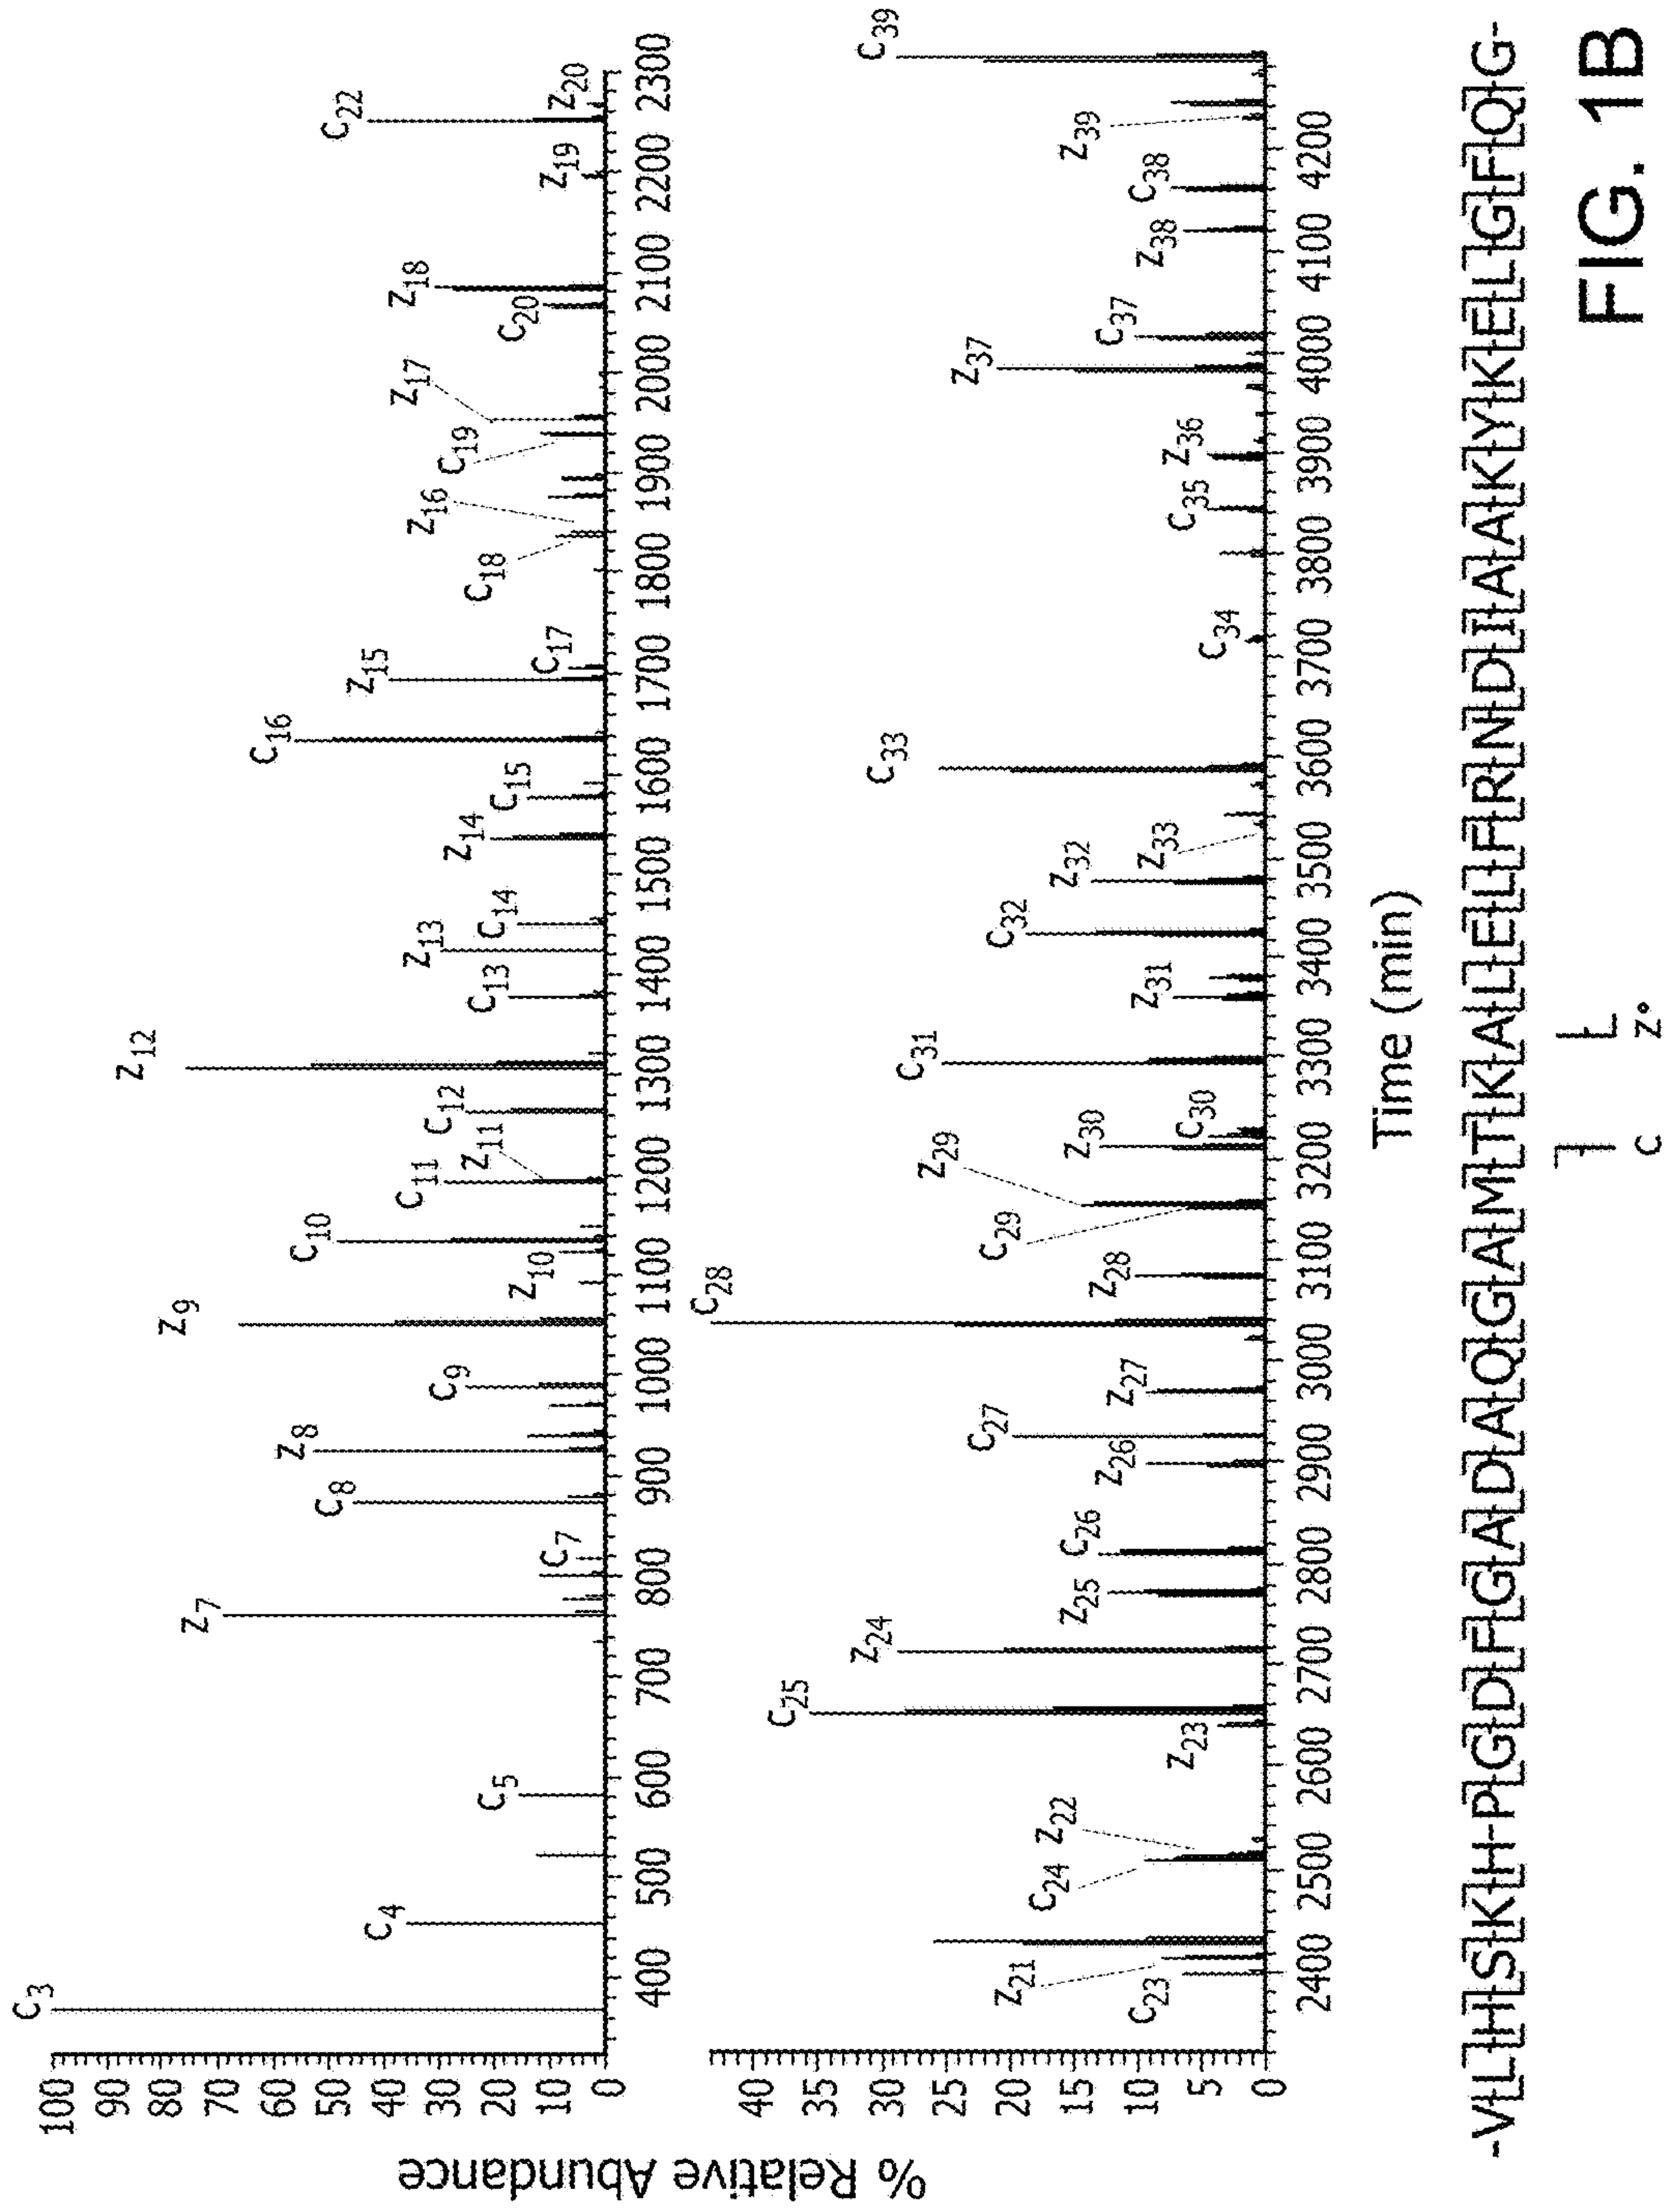 % Relative Abundance
100
90
80
70
60
50
40
30
20
10
0
C3
C4
C5
Z7
C7
C8
Z8
C9
Z9
Z10
C10
C11
Z11
C12
Z12
C13
Z13
C14
Z14
C15
C16
Z15
C17
C18
Z16
C19
Z17
C20
Z18
Z19
C22
Z20
400 500 600 700 800 900 1000 1100 1200 1300 1400 1500 1600 1700 1800 1900 2000 2100 2200 2300
40
35
30
25
20
15
10
5
0
C23
Z21
C24
Z22
Z23
C25
Z24
Z25
C26
Z26
C27
Z27
C28
Z28
C29
Z29
Z30
C30
C31
Z31
C32
Z32
Z33
C33
C34
C35
Z36
Z37
C37
Z38
C38
Z39
C39
2400 2500 2600 2700 2800 2900 3000 3100 3200 3300 3400 3500 3600 3700 3800 3900 4000 4100 4200
Time (min)
-V-L-H-S-K-H-P-G-D-F-G-A-D-A-Q-G-A-M-T-K-A-L-E-L-F-R-N-D-I-A-A-K-Y-K-E-L-G-F-Q-G-
C Z•
FIG. 1B